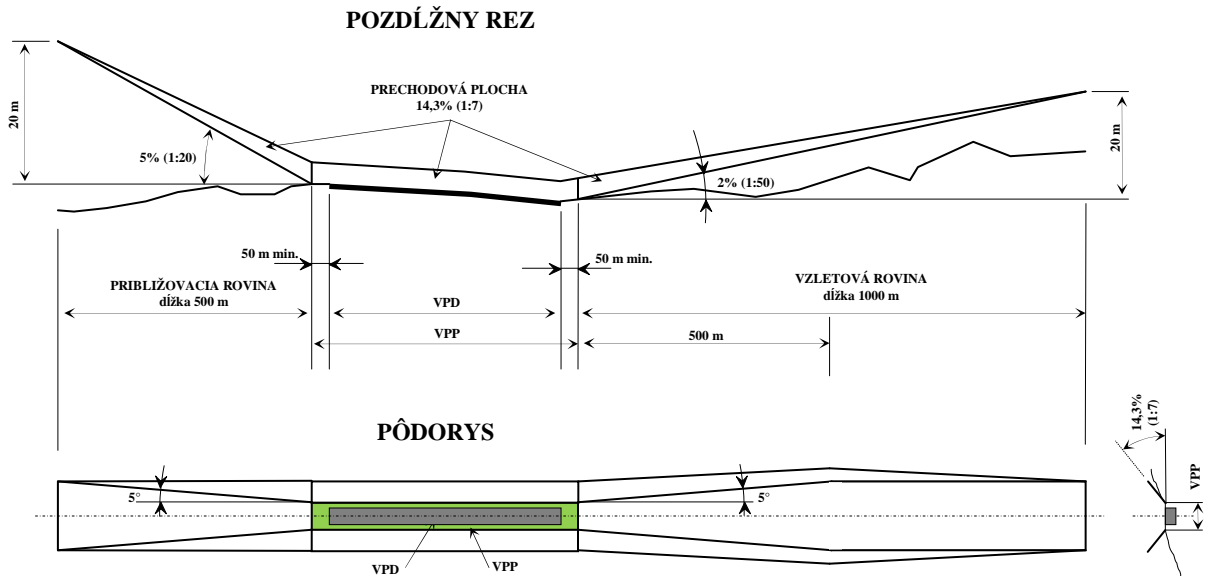 POZDĹŽNY REZ
PRECHODOVÁ PLOCHA
14,3% (1:7)
20 m
5% (1:20)
20 m
2% (1:50)
50 m min.
50 m min.
PRIBLIŽOVACIA ROVINA
dĺžka 500 m
VPD
VPP
VZLETOVÁ ROVINA
dĺžka 1000 m
500 m
PÔDORYS
14,3%
(1:7)
VPP
5°
5°
VPD
VPP